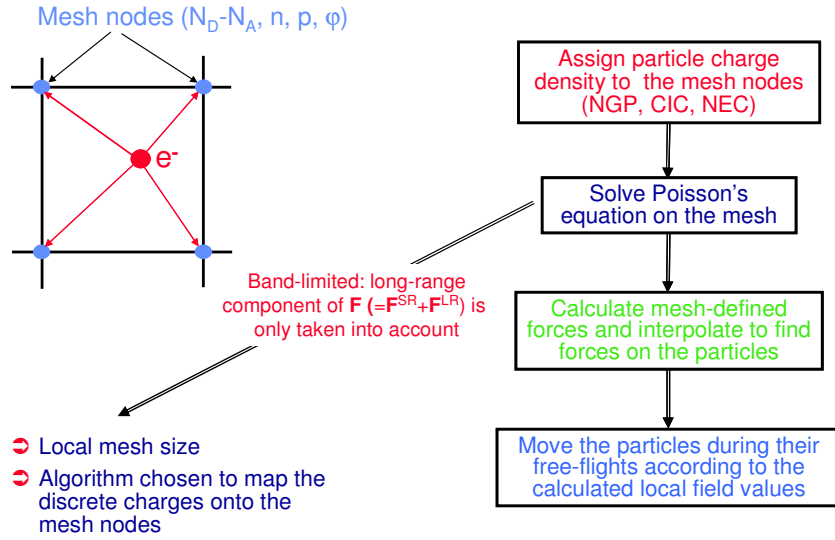 Mesh nodes (N_D-N_A, n, p, φ)
e⁻
Assign particle charge
density to the mesh nodes
(NGP, CIC, NEC)
Solve Poisson's
equation on the mesh
Band-limited: long-range
component of F (=F^SR+F^LR) is
only taken into account
Calculate mesh-defined
forces and interpolate to find
forces on the particles
Move the particles during their
free-flights according to the
calculated local field values
➲ Local mesh size
➲ Algorithm chosen to map the
discrete charges onto the
mesh nodes